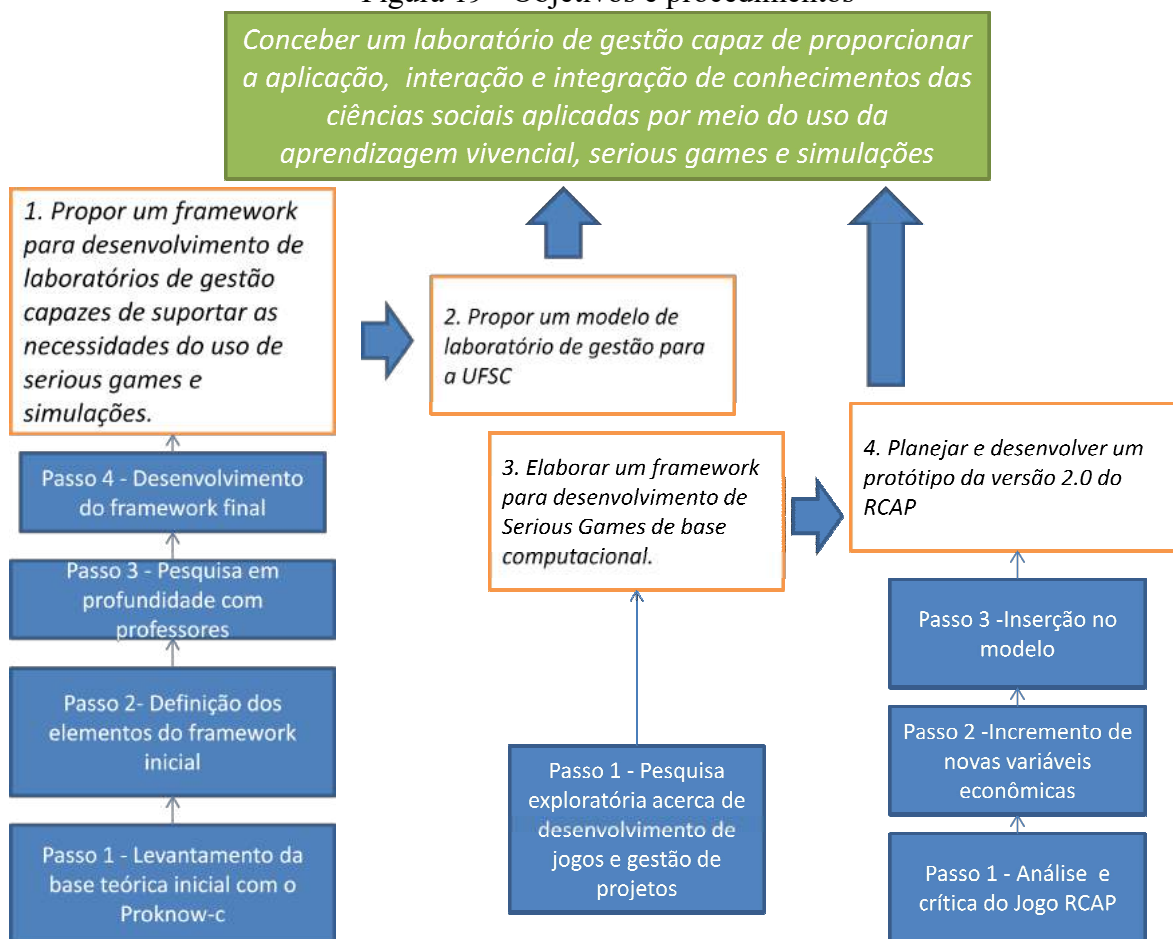 Figura 19 - Objetivos e procedimentos
Conceber um laboratório de gestão capaz de proporcionar
a aplicação, interação e integração de conhecimentos das
ciências sociais aplicadas por meio do uso da
aprendizagem vivencial, serious games e simulações
1. Propor um framework
para desenvolvimento de
laboratórios de gestão
capazes de suportar as
necessidades do uso de
serious games e
simulações.
2. Propor um modelo de
laboratório de gestão para
a UFSC
3. Elaborar um framework
para desenvolvimento de
Serious Games de base
computacional.
4. Planejar e desenvolver um
protótipo da versão 2.0 do
RCAP
Passo 4 - Desenvolvimento
do framework final
Passo 3 - Pesquisa em
profundidade com
professores
Passo 2- Definição dos
elementos do framework
inicial
Passo 1 - Levantamento da
base teórica inicial com o
Proknow-c
Passo 1 - Pesquisa
exploratória acerca de
desenvolvimento de
jogos e gestão de
projetos
Passo 3 -Inserção no
modelo
Passo 2 -Incremento de
novas variáveis
econômicas
Passo 1 - Análise e
crítica do Jogo RCAP